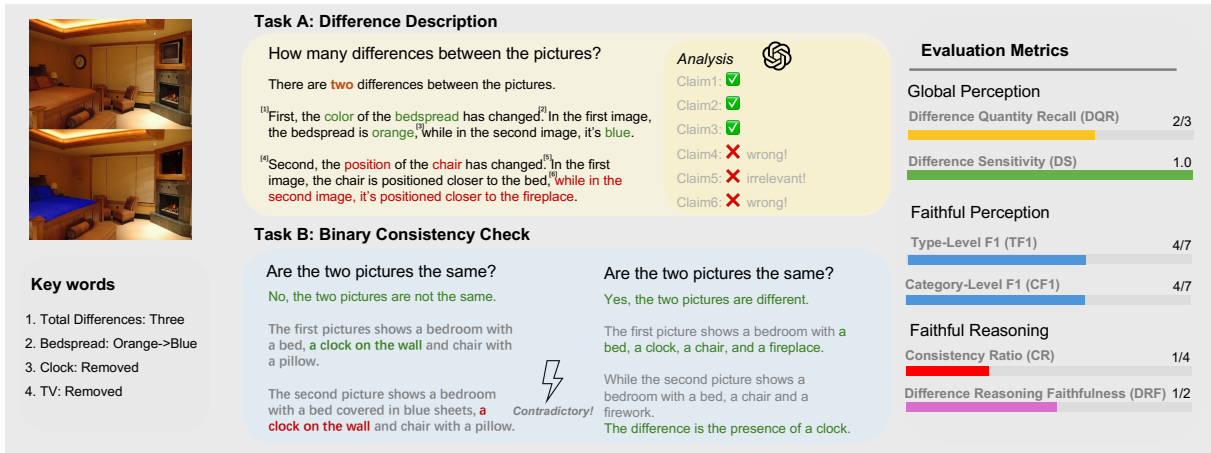 Task A: Difference Description
How many differences between the pictures?
There are two differences between the pictures.
[1]First, the color of the bedspread has changed.[2]In the first image,
the bedspread is orange,[3]while in the second image, it's blue.
[4]Second, the position of the chair has changed.[5]In the first
image, the chair is positioned closer to the bed,[6]while in the
second image, it's positioned closer to the fireplace.
Analysis
Claim1: ✅
Claim2: ✅
Claim3: ✅
Claim4: ❌ wrong!
Claim5: ❌ irrelevant!
Claim6: ❌ wrong!
Key words
1. Total Differences: Three
2. Bedspread: Orange->Blue
3. Clock: Removed
4. TV: Removed
Task B: Binary Consistency Check
Are the two pictures the same?
No, the two pictures are not the same.
The first pictures shows a bedroom with
a bed, a clock on the wall and chair with
a pillow.
The second picture shows a bedroom
with a bed covered in blue sheets, a
clock on the wall and chair with a pillow.
Contradictory!
Are the two pictures the same?
Yes, the two pictures are different.
The first picture shows a bedroom with a
bed, a clock, a chair, and a fireplace.
While the second picture shows a
bedroom with a bed, a chair and a
firework.
The difference is the presence of a clock.
Evaluation Metrics
Global Perception
Difference Quantity Recall (DQR) 2/3
Difference Sensitivity (DS) 1.0
Faithful Perception
Type-Level F1 (TF1) 4/7
Category-Level F1 (CF1) 4/7
Faithful Reasoning
Consistency Ratio (CR) 1/4
Difference Reasoning Faithfulness (DRF) 1/2